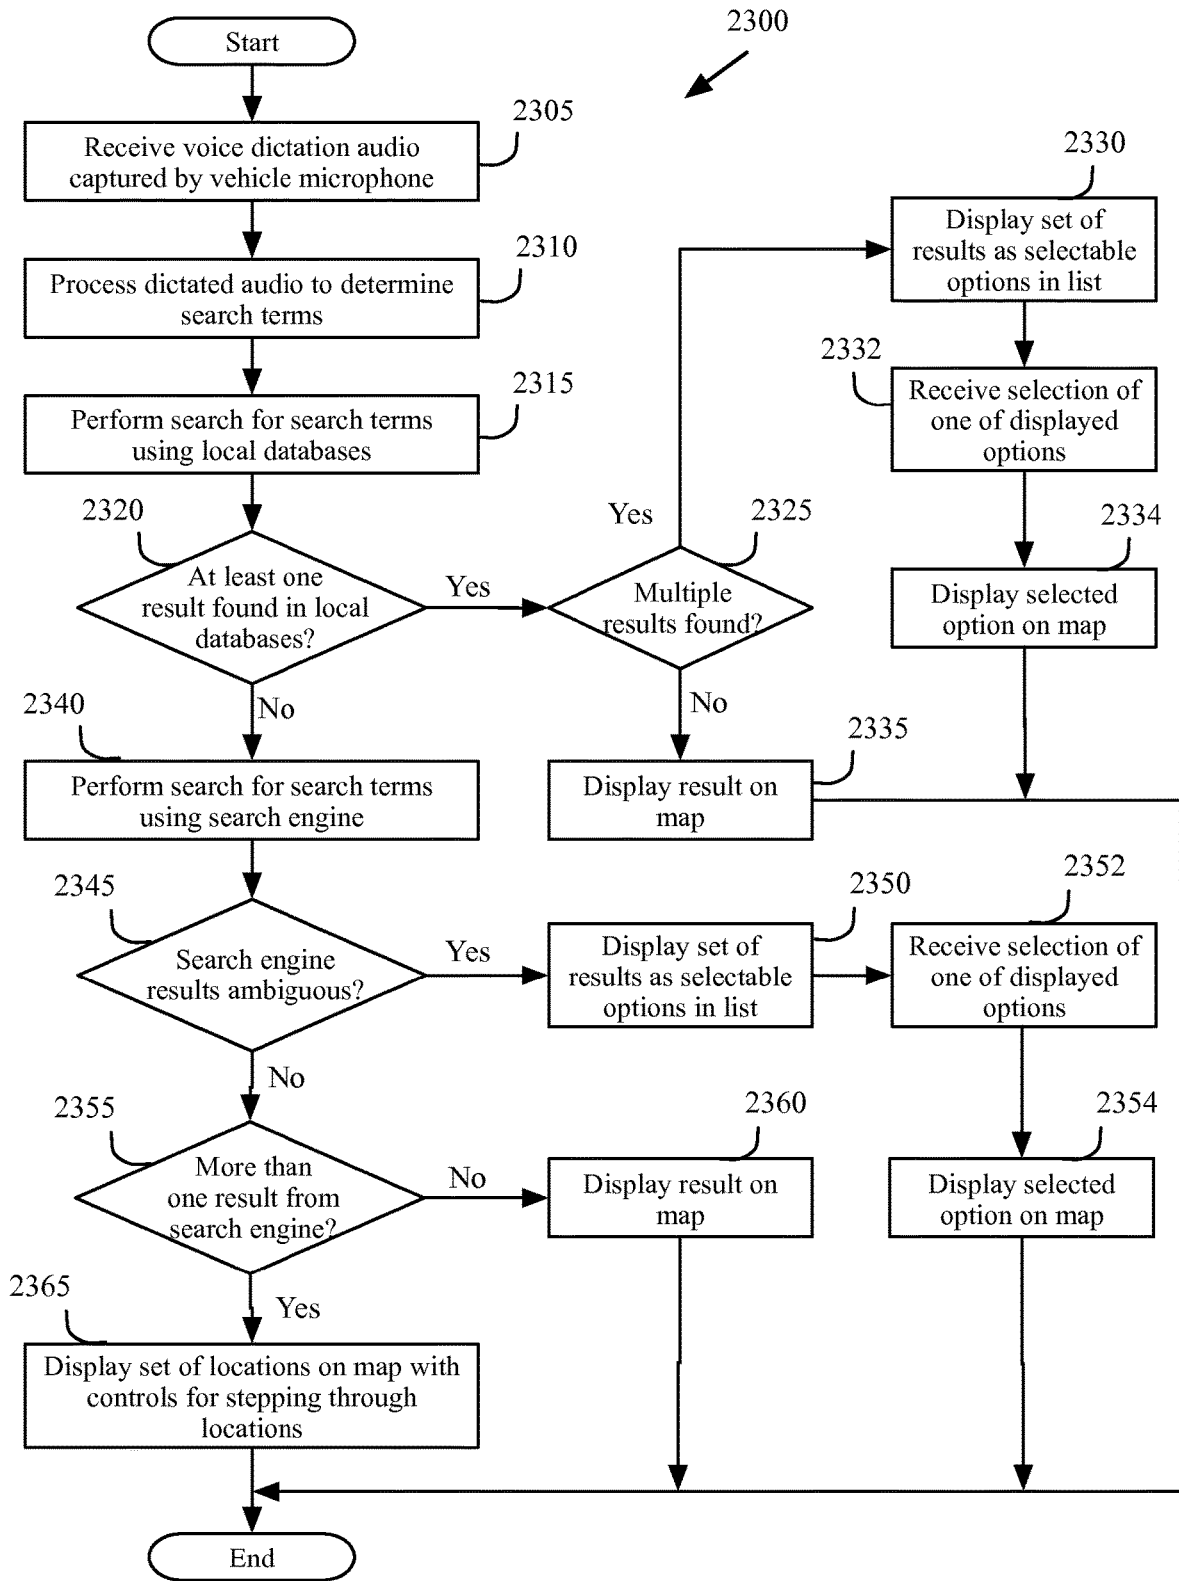 Start
2300
2305
Receive voice dictation audio
captured by vehicle microphone
2310
Process dictated audio to determine
search terms
2315
Perform search for search terms
using local databases
2320
At least one
result found in local
databases?
Yes
No
2325
Multiple
results found?
Yes
No
2330
Display set of
results as selectable
options in list
2332
Receive selection of
one of displayed
options
2334
Display selected
option on map
2335
Display result on
map
2340
Perform search for search terms
using search engine
2345
Search engine
results ambiguous?
Yes
No
2350
Display set of
results as selectable
options in list
2352
Receive selection of
one of displayed
options
2354
Display selected
option on map
2355
More than
one result from
search engine?
No
Yes
2360
Display result on
map
2365
Display set of locations on map with
controls for stepping through
locations
End